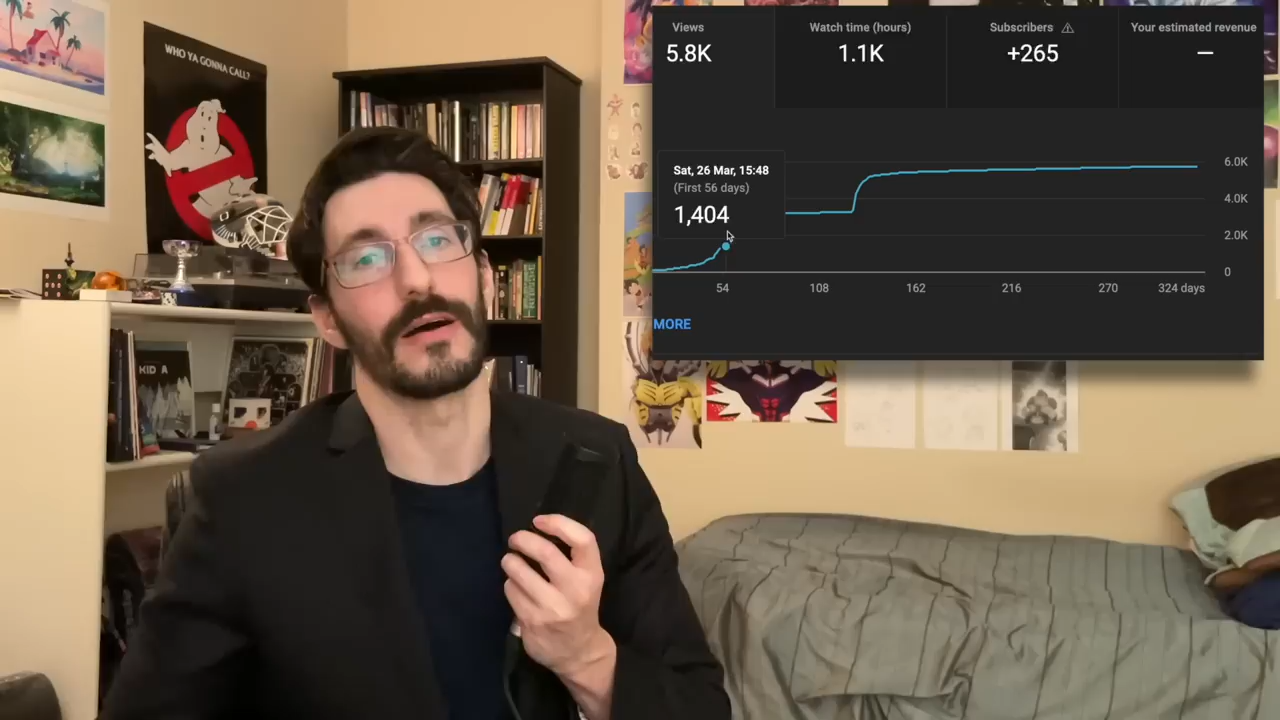 WHO YA GONNA CALL?
KID A
Views
5.8K
Watch time (hours)
1.1K
Subscribers
+265
Your estimated revenue
—
Sat, 26 Mar, 15:48
(First 56 days)
1,404
6.0K
4.0K
2.0K
0
54
108
162
216
270
324 days
MORE